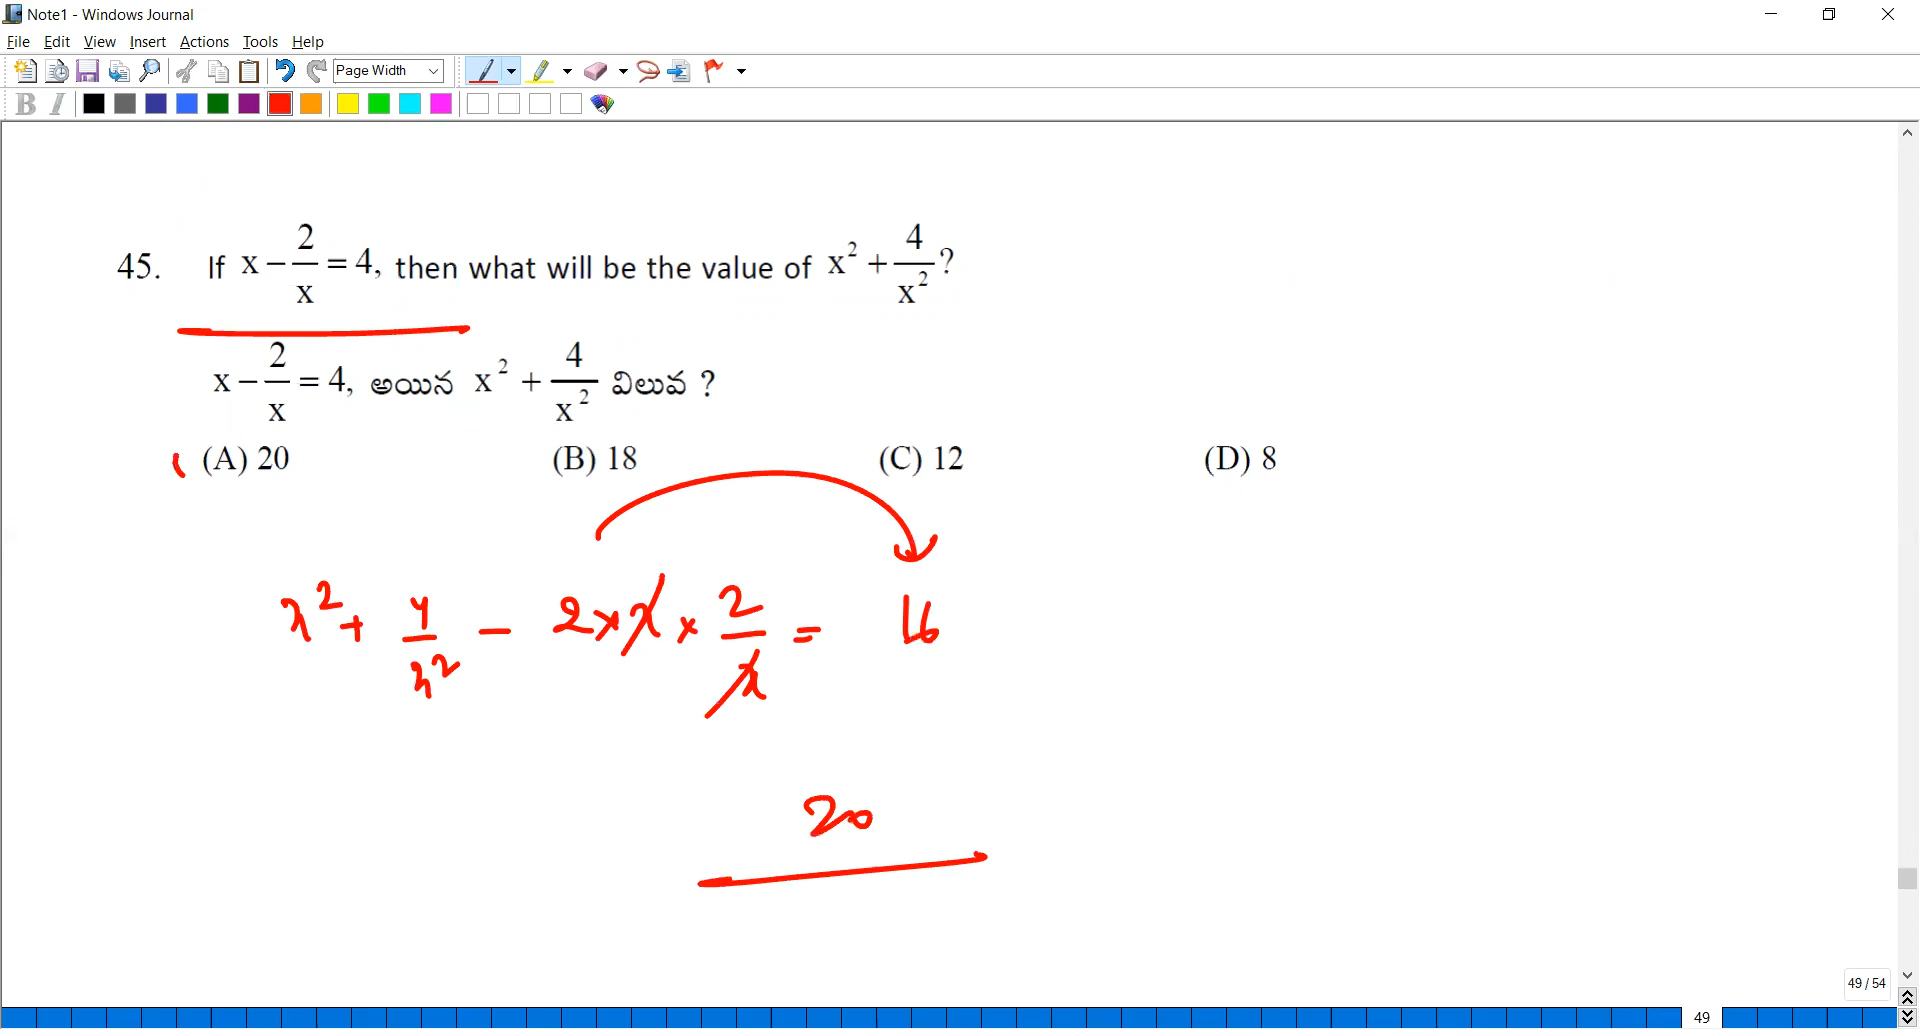 Note1 - Windows Journal
File Edit View Insert Actions Tools Help
Page Width
B I
45. If x - 2/x = 4, then what will be the value of x² + 4/x² ?
x - 2/x = 4, అయిన x² + 4/x² విలువ ?
(A) 20 (B) 18 (C) 12 (D) 8
x² + 4/x² - 2 × x × 2/x = 16
20
49 / 54
49